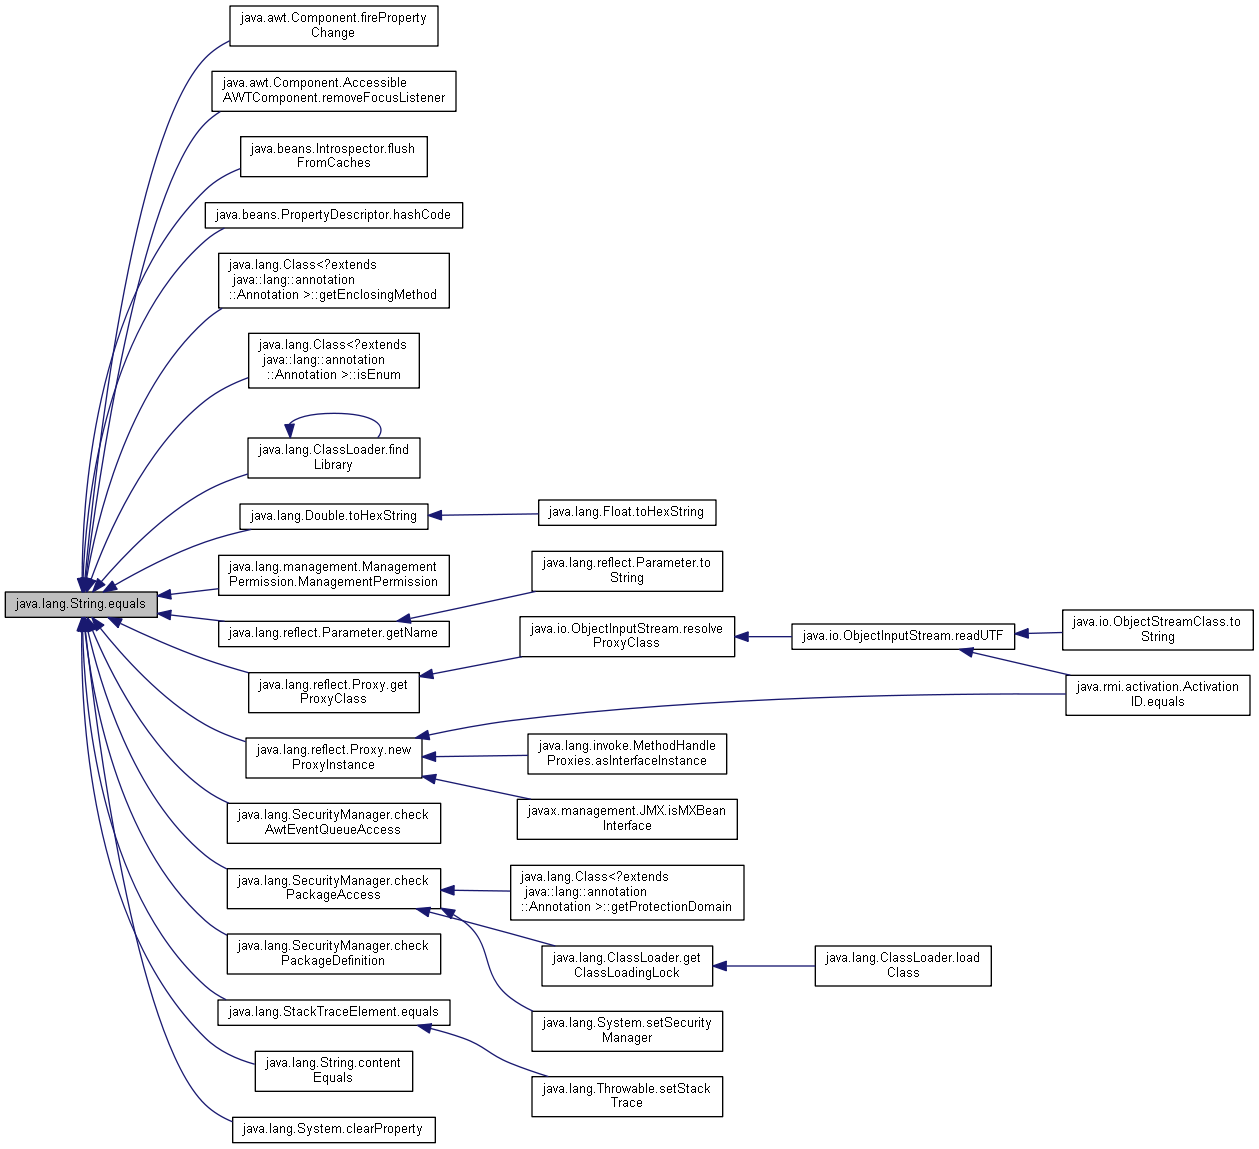 java.awt.Component.fireProperty
Change
java.awt.Component.Accessible
AWTComponent.removeFocusListener
java.beans.Introspector.flush
FromCaches
java.beans.PropertyDescriptor.hashCode
java.lang.Class<?extends
java::lang::annotation
::Annotation >::getEnclosingMethod
java.lang.Class<?extends
java::lang::annotation
::Annotation >::isEnum
java.lang.ClassLoader.find
Library
java.lang.Double.toHexString
java.lang.Float.toHexString
java.lang.management.Management
Permission.ManagementPermission
java.lang.reflect.Parameter.to
String
java.lang.String.equals
java.lang.reflect.Parameter.getName
java.io.ObjectInputStream.resolve
ProxyClass
java.io.ObjectInputStream.readUTF
java.io.ObjectStreamClass.to
String
java.lang.reflect.Proxy.get
ProxyClass
java.rmi.activation.Activation
ID.equals
java.lang.reflect.Proxy.new
ProxyInstance
java.lang.invoke.MethodHandle
Proxies.asInterfaceInstance
javax.management.JMX.isMXBean
Interface
java.lang.SecurityManager.check
AwtEventQueueAccess
java.lang.SecurityManager.check
PackageAccess
java.lang.Class<?extends
java::lang::annotation
::Annotation >::getProtectionDomain
java.lang.SecurityManager.check
PackageDefinition
java.lang.ClassLoader.get
ClassLoadingLock
java.lang.ClassLoader.load
Class
java.lang.StackTraceElement.equals
java.lang.System.setSecurity
Manager
java.lang.String.content
Equals
java.lang.Throwable.setStack
Trace
java.lang.System.clearProperty